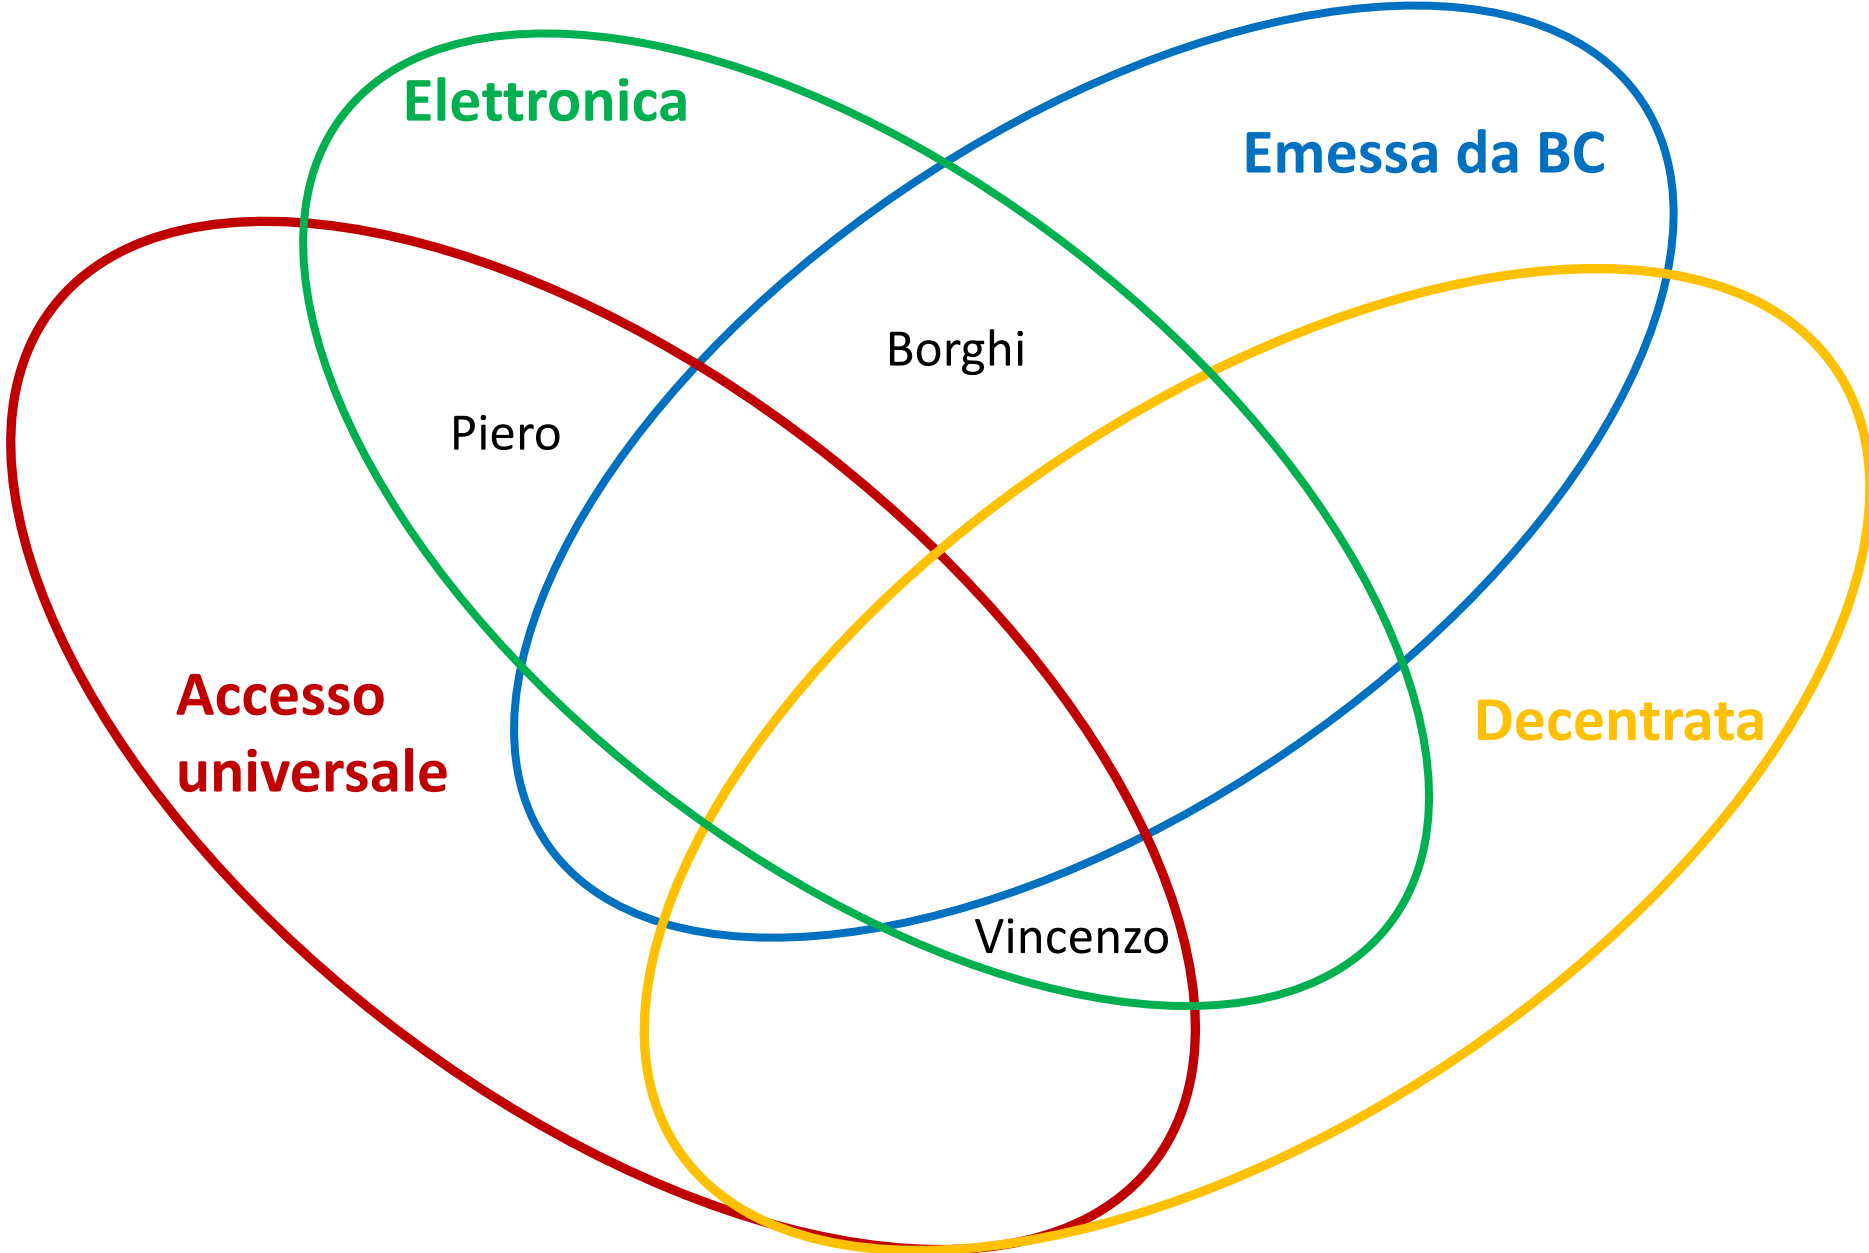 Elettronica
Emessa da BC
Borghi
Piero
Accesso
universale
Decentrata
Vincenzo